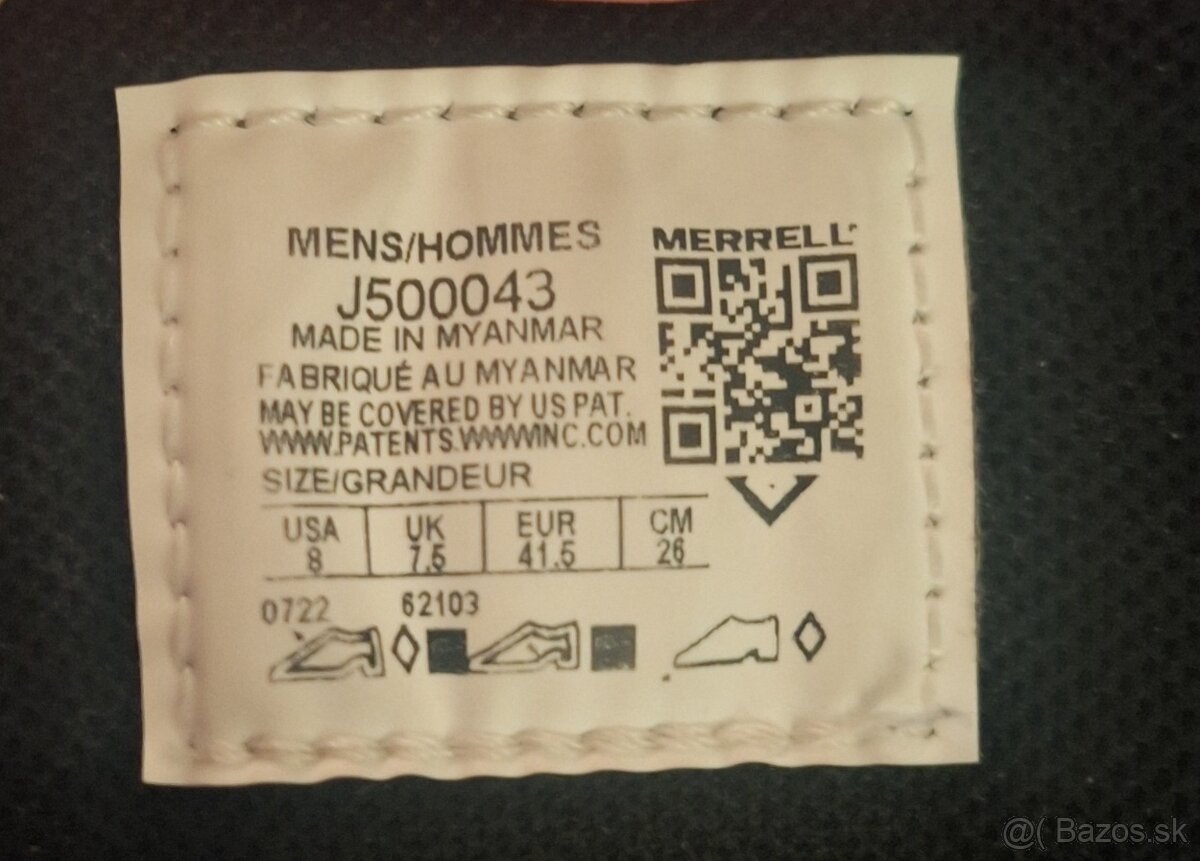 MENS/HOMMES
J500043
MADE IN MYANMAR
FABRIQUÉ AU MYANMAR
MAY BE COVERED BY US PAT.
WWW.PATENTS.WWWINC.COM
SIZE/GRANDEUR
USA UK EUR CM
8 7.5 41.5 26
0722 62103
MERRELL
@( Bazos.sk